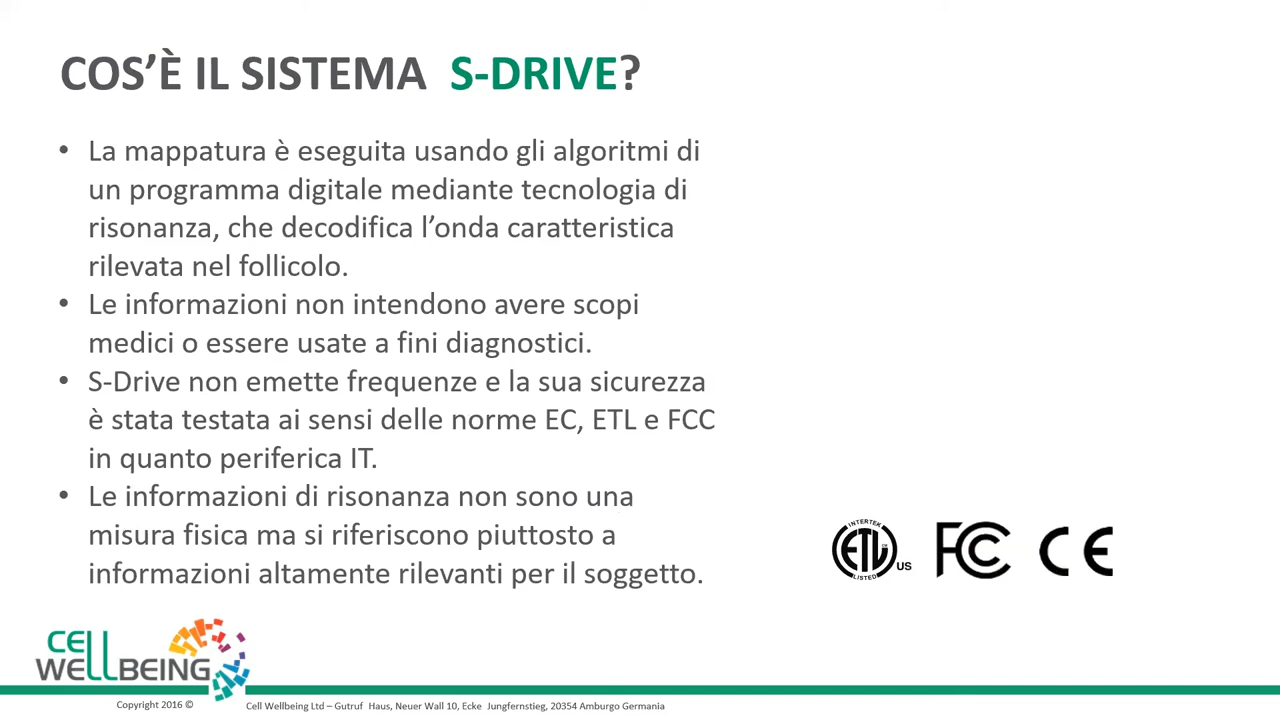 COS’È IL SISTEMA S-DRIVE?
• La mappatura è eseguita usando gli algoritmi di
un programma digitale mediante tecnologia di
risonanza, che decodifica l’onda caratteristica
rilevata nel follicolo.
• Le informazioni non intendono avere scopi
medici o essere usate a fini diagnostici.
• S-Drive non emette frequenze e la sua sicurezza
è stata testata ai sensi delle norme EC, ETL e FCC
in quanto periferica IT.
• Le informazioni di risonanza non sono una
misura fisica ma si riferiscono piuttosto a
informazioni altamente rilevanti per il soggetto.
INTERTEK
ETL
LISTED
US
FC
CE
CELL
WELLBEING
Copyright 2016 ©
Cell Wellbeing Ltd – Gutruf Haus, Neuer Wall 10, Ecke Jungfernstieg, 20354 Amburgo Germania